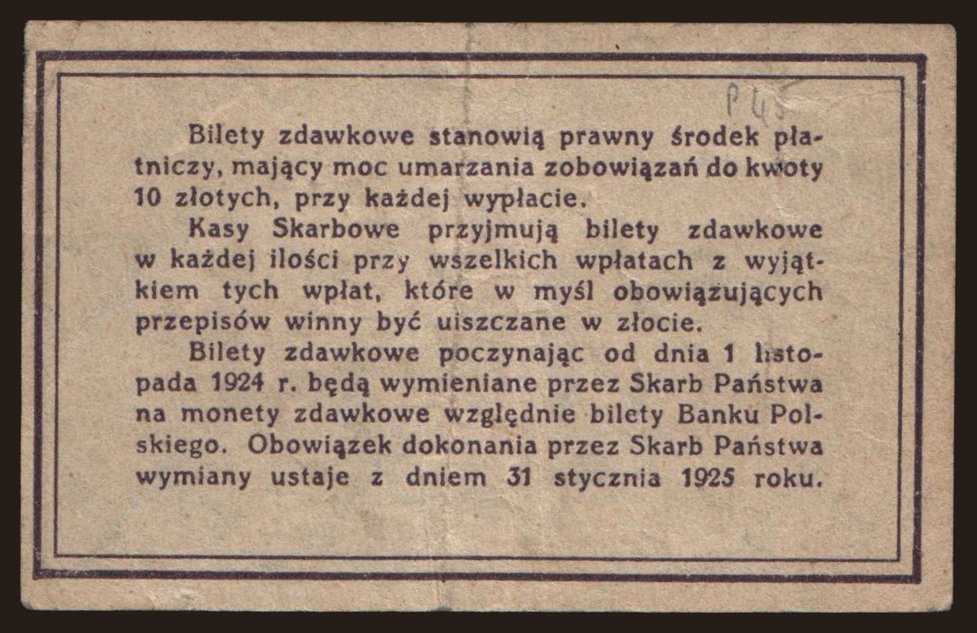 P 45
Bilety zdawkowe stanowią prawny środek pła-
tniczy, mający moc umarzania zobowiązań do kwoty
10 złotych, przy każdej wypłacie.
Kasy Skarbowe przyjmują bilety zdawkowe
w każdej ilości przy wszelkich wpłatach z wyjąt-
kiem tych wpłat, które w myśl obowiązujących
przepisów winny być uiszczane w złocie.
Bilety zdawkowe poczynając od dnia 1 listo-
pada 1924 r. będą wymieniane przez Skarb Państwa
na monety zdawkowe względnie bilety Banku Pol-
skiego. Obowiązek dokonania przez Skarb Państwa
wymiany ustaje z dniem 31 stycznia 1925 roku.